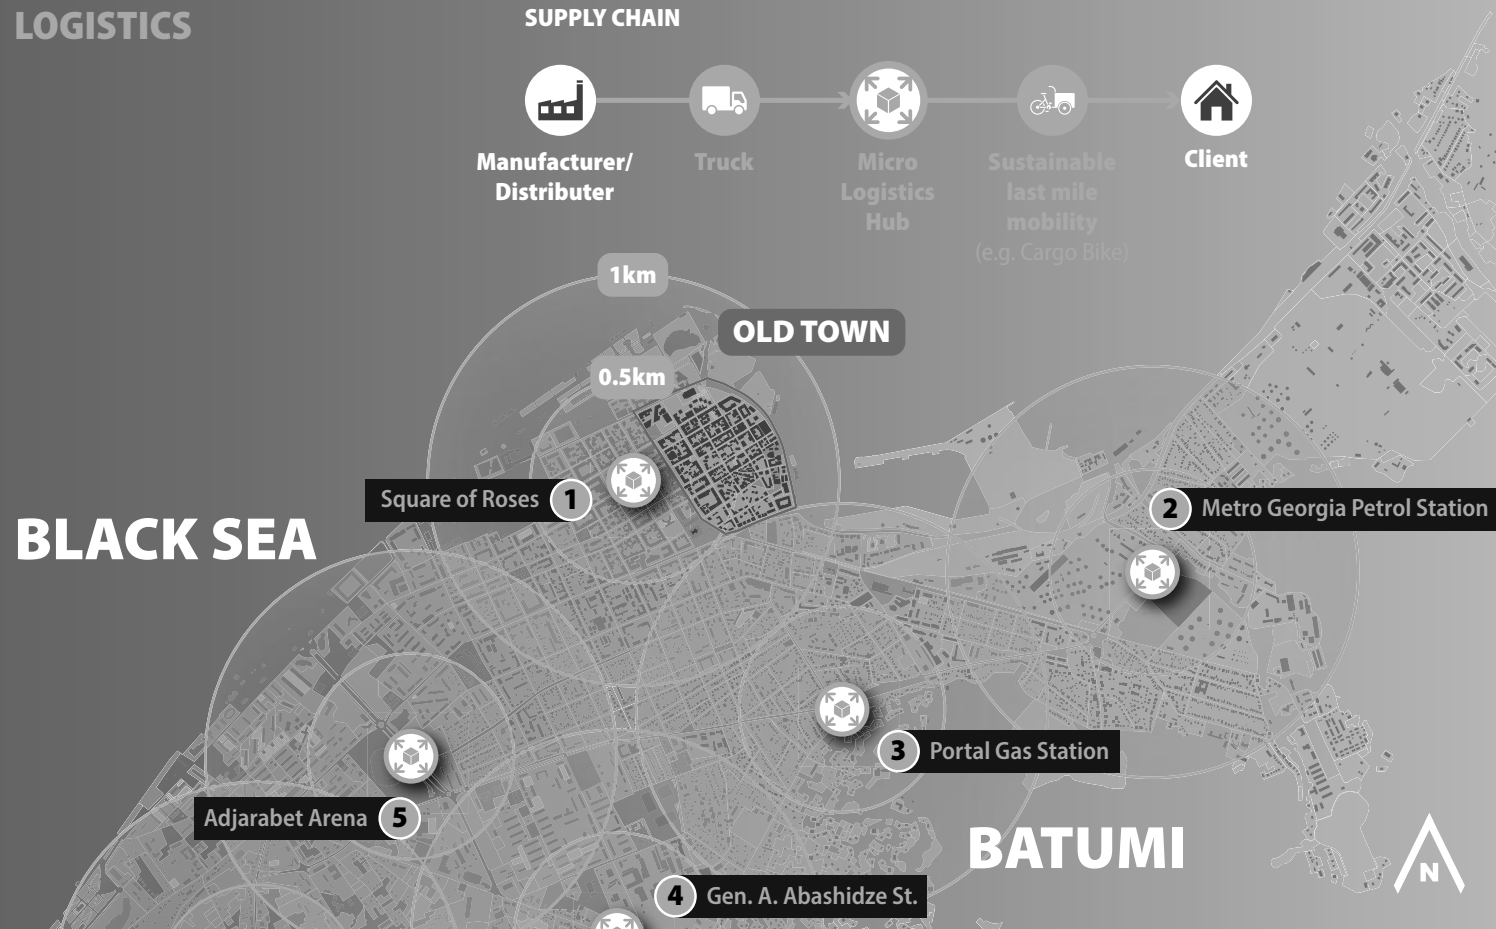 LOGISTICS
SUPPLY CHAIN
Manufacturer/
Distributer
Truck
Micro
Logistics
Hub
Sustainable
last mile
mobility
(e.g. Cargo Bike)
Client
1km
OLD TOWN
0.5km
Square of Roses 1
2 Metro Georgia Petrol Station
BLACK SEA
3 Portal Gas Station
Adjarabet Arena 5
BATUMI
4 Gen. A. Abashidze St.
N